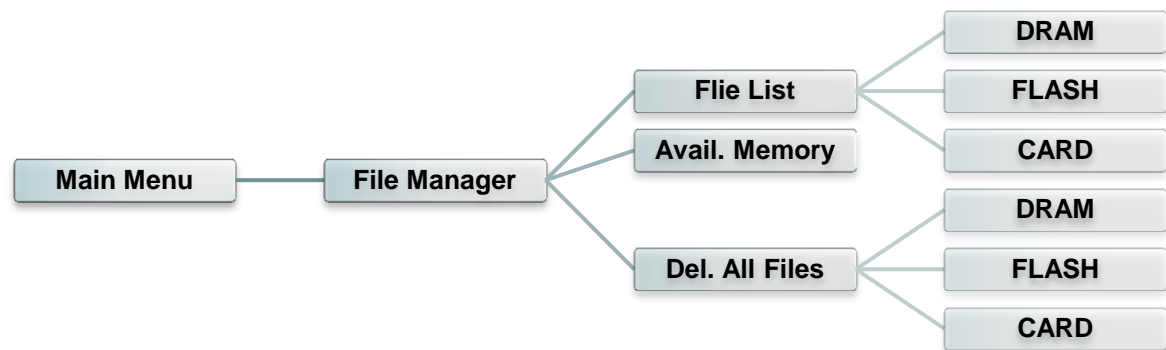 Main Menu
File Manager
Flie List
DRAM
FLASH
CARD
Avail. Memory
Del. All Files
DRAM
FLASH
CARD